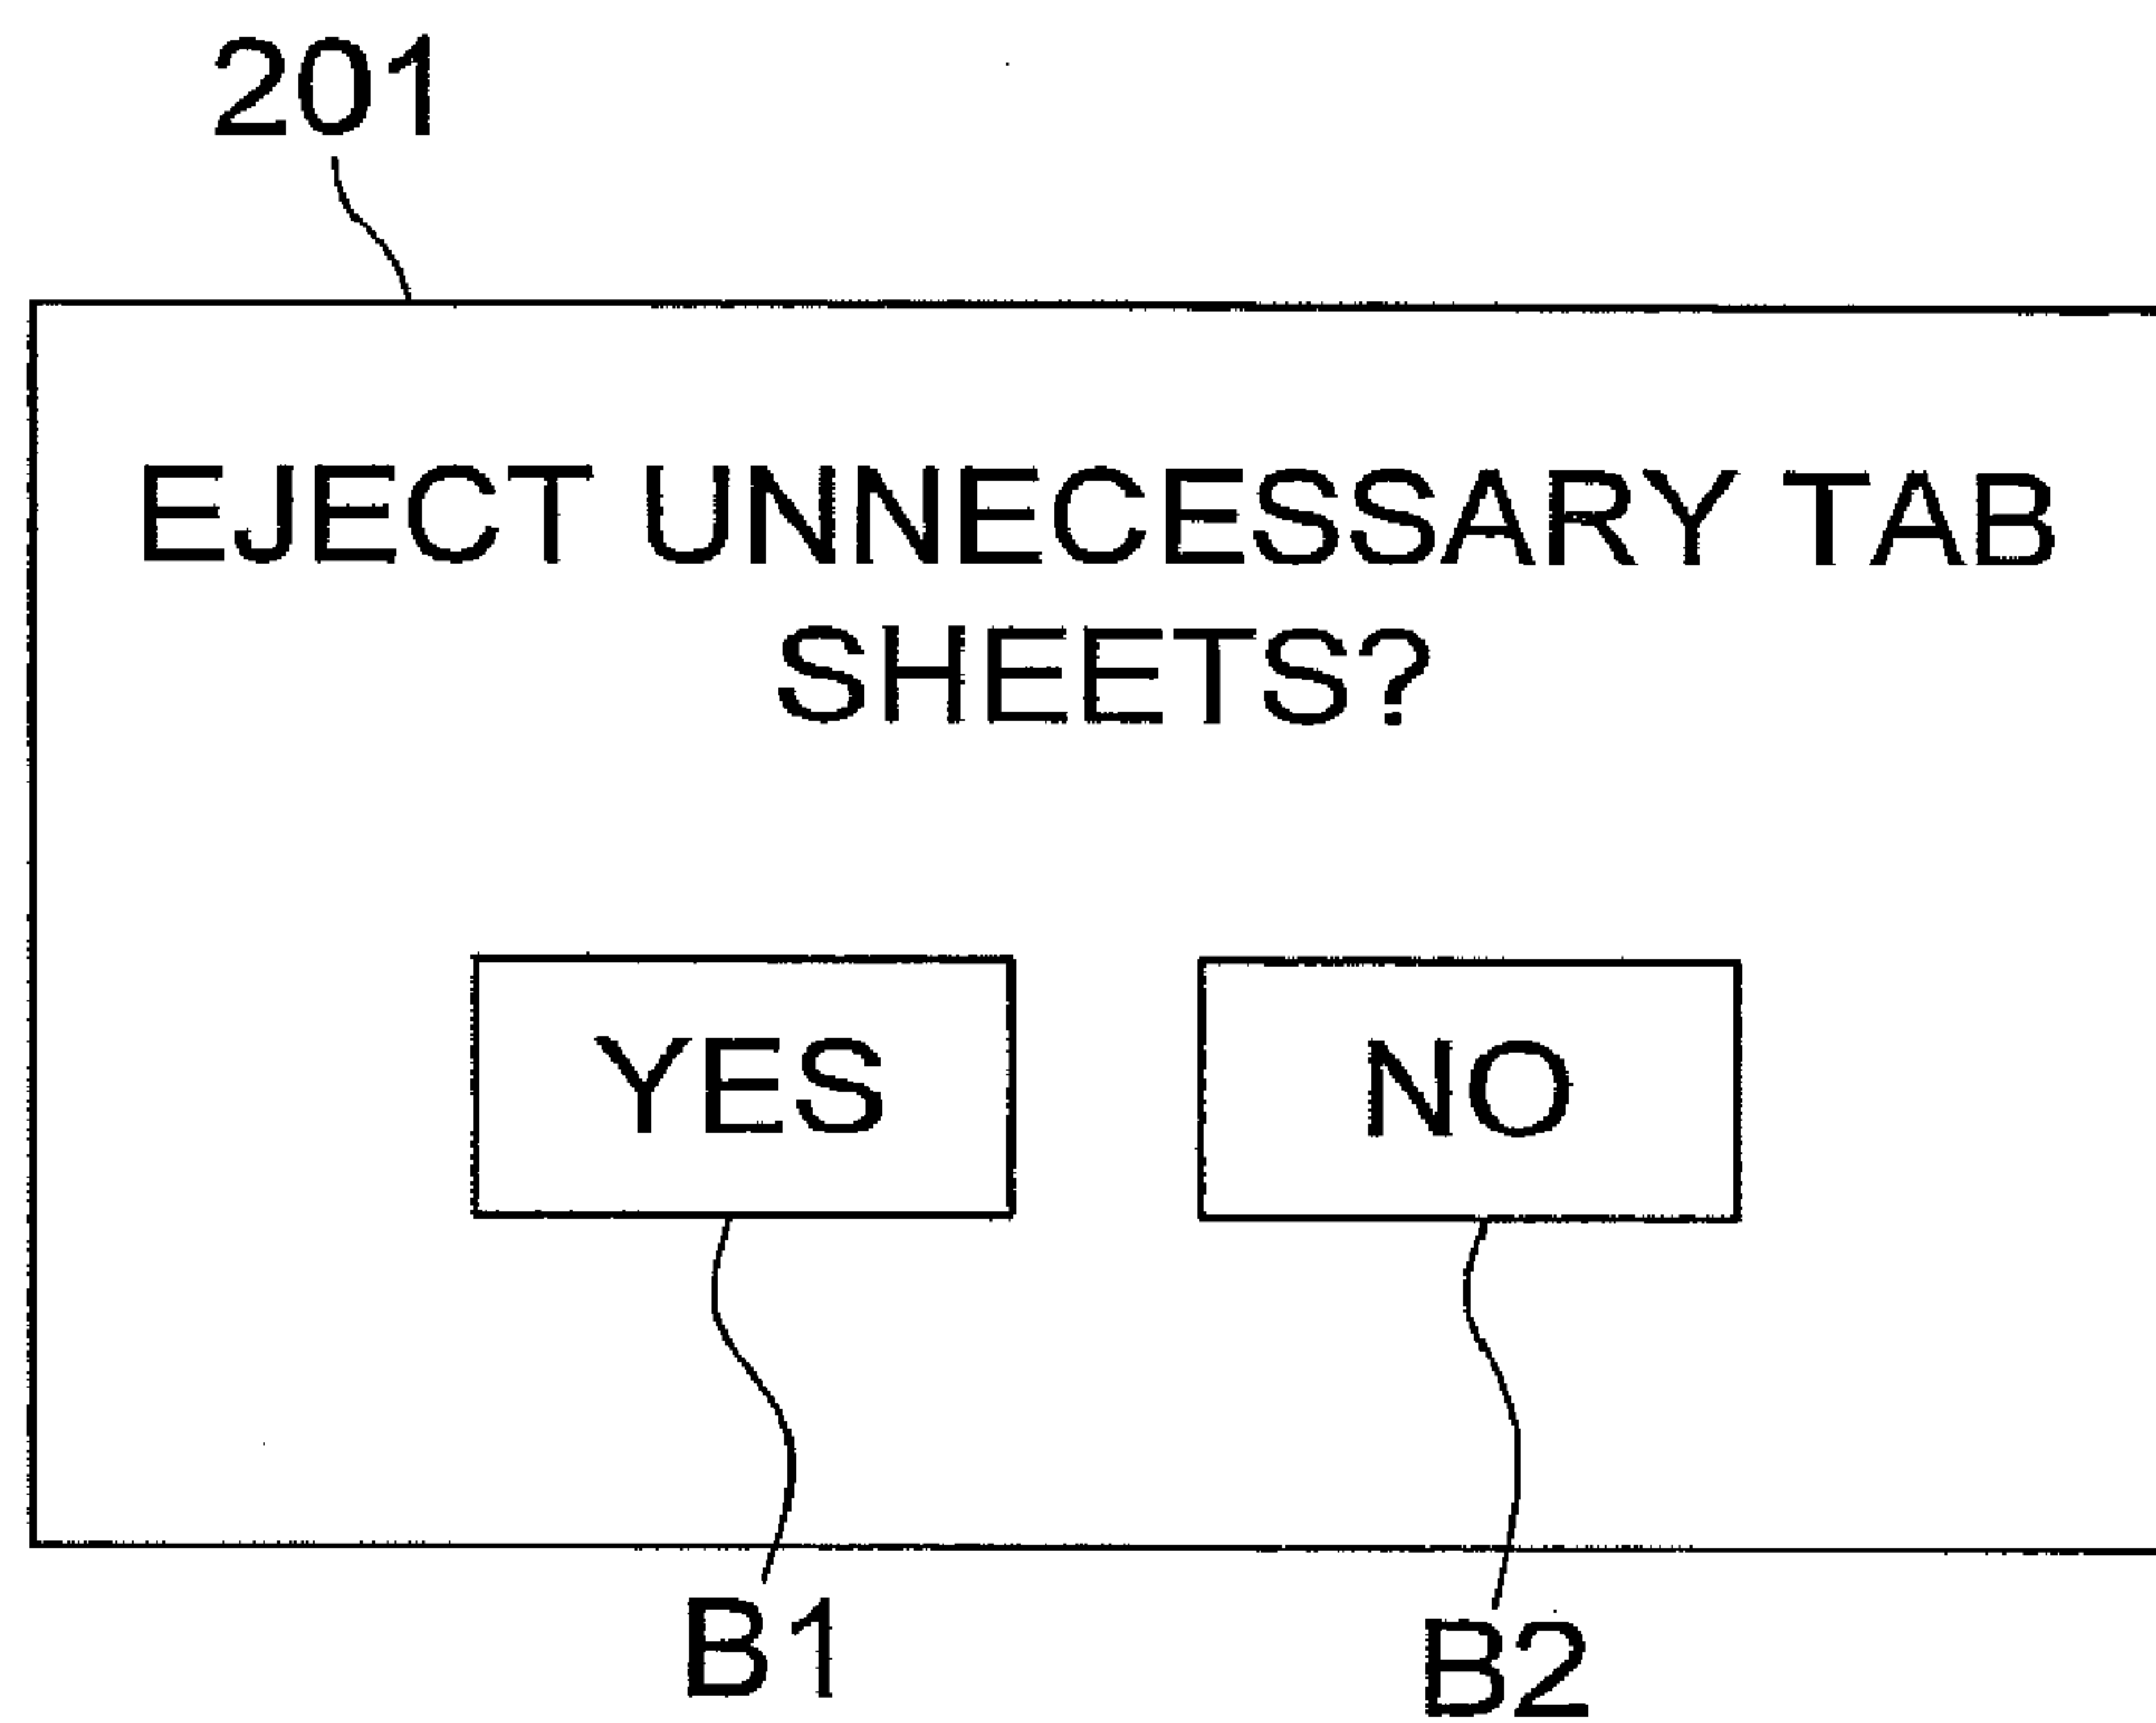 201
EJECT UNNECESSARY TAB
SHEETS?
YES NO
B1 B2